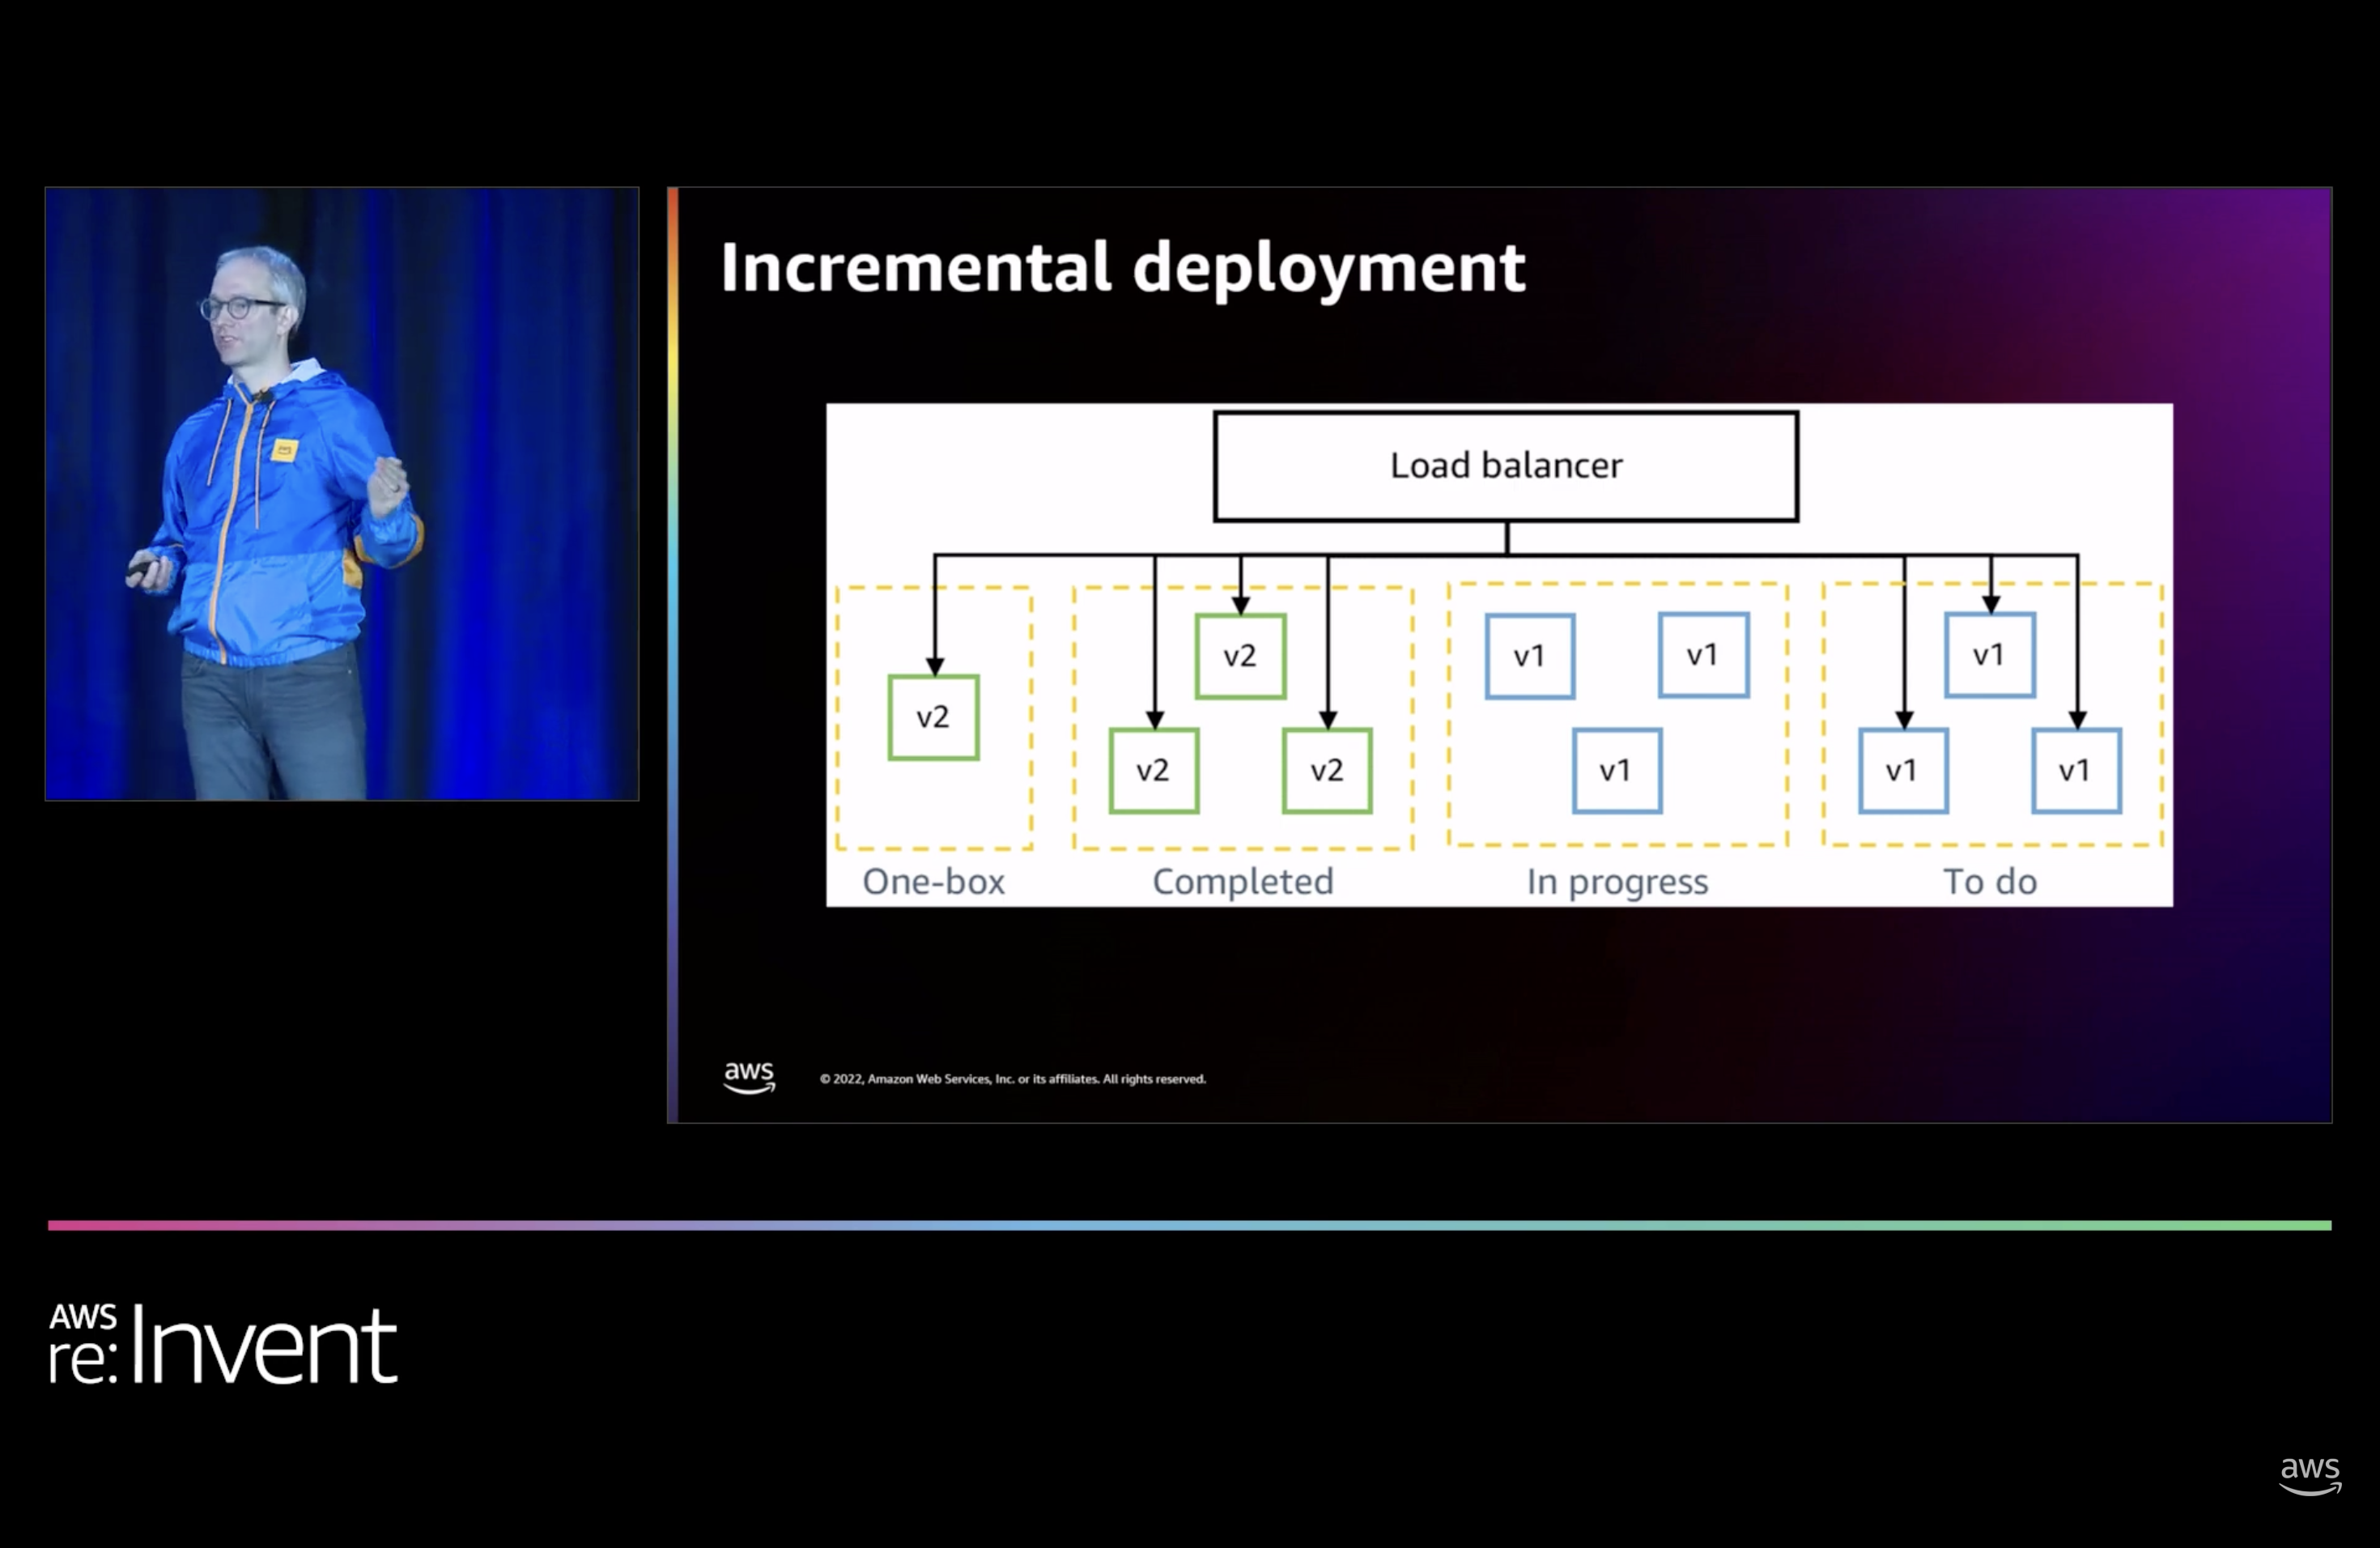 Incremental deployment
Load balancer
v2
v2
v2
v2
v1
v1
v1
v1
v1
v1
One-box
Completed
In progress
To do
aws
© 2022, Amazon Web Services, Inc. or its affiliates. All rights reserved.
aws
AWS
re:Invent
aws